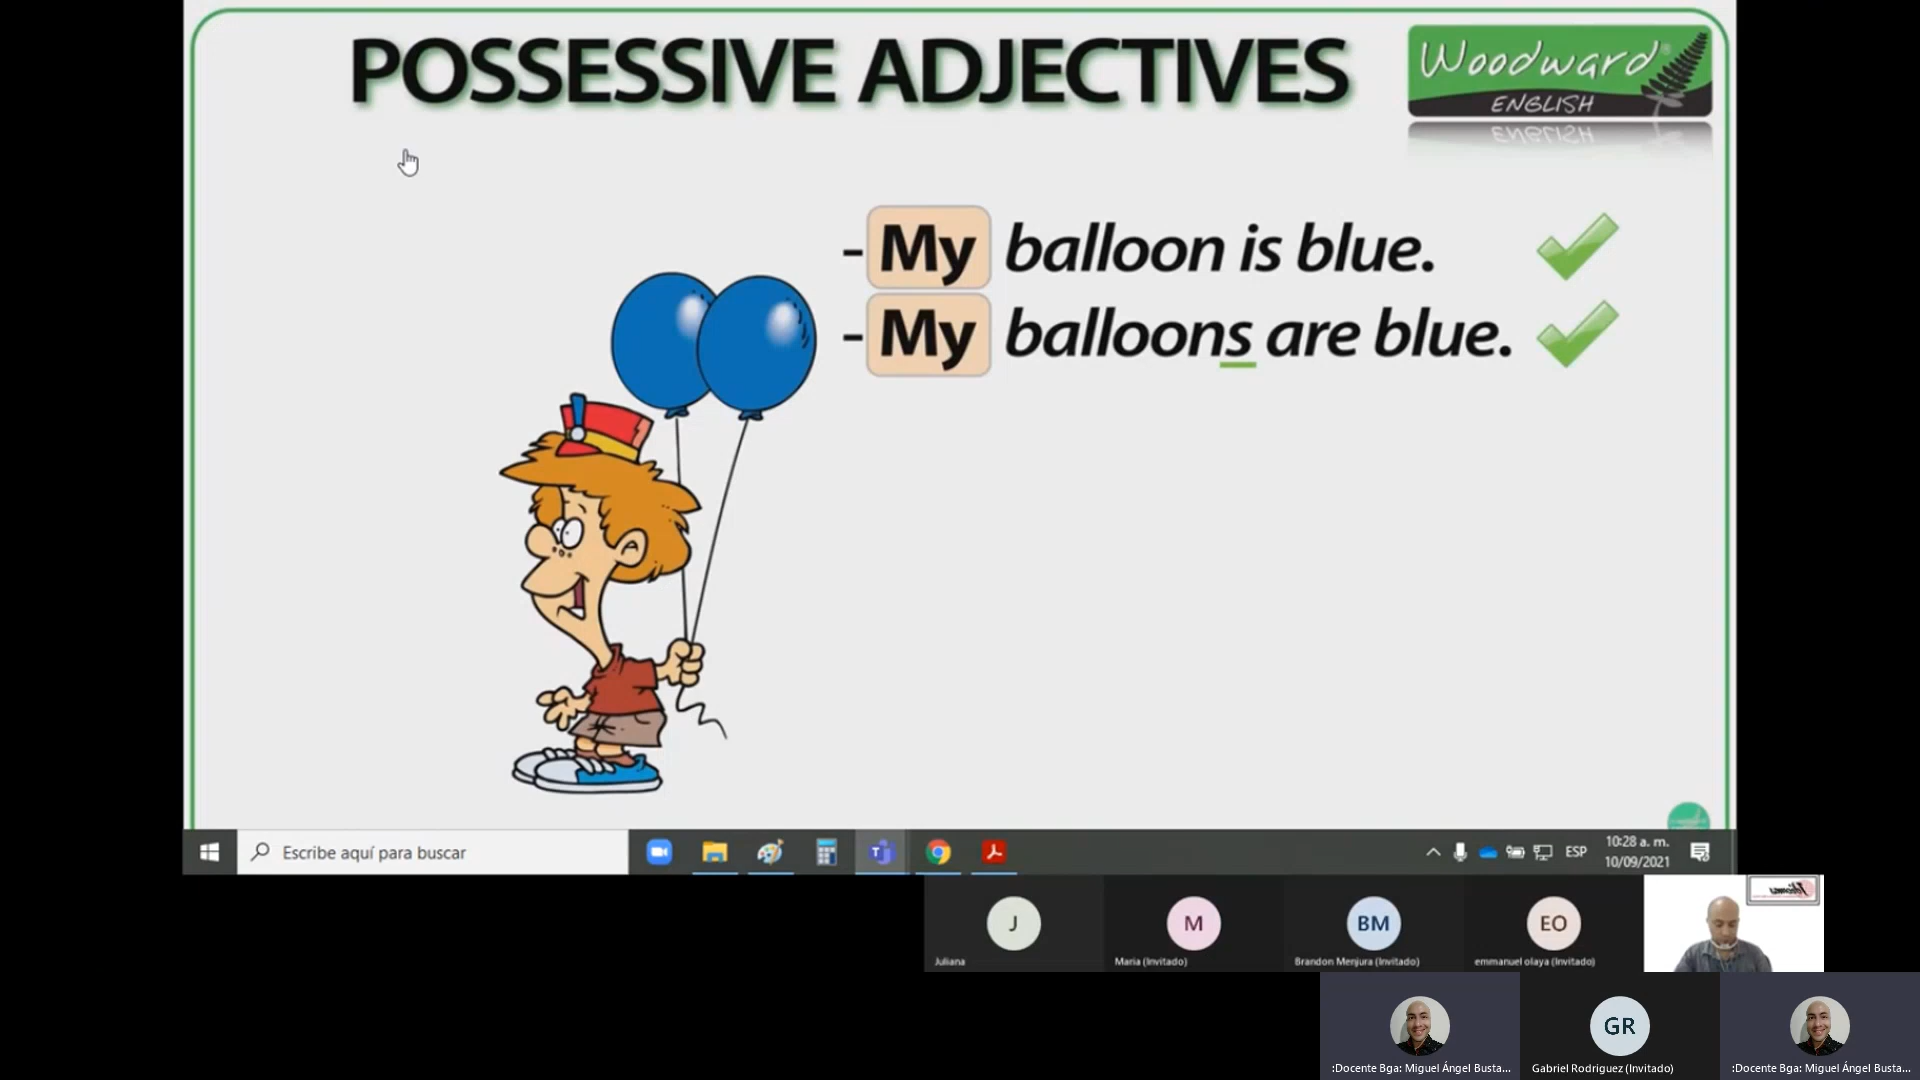 POSSESSIVE ADJECTIVES
Woodward®
ENGLISH
- My balloon is blue.
- My balloons are blue.
Escribe aquí para buscar
ESP
10:28 a. m.
10/09/2021
J
Juliana
M
Maria (Invitado)
BM
Brandon Menjura (Invitado)
EO
emmanuel olaya (Invitado)
:Docente Bga: Miguel Ángel Busta...
GR
Gabriel Rodriguez (Invitado)
:Docente Bga: Miguel Ángel Busta...